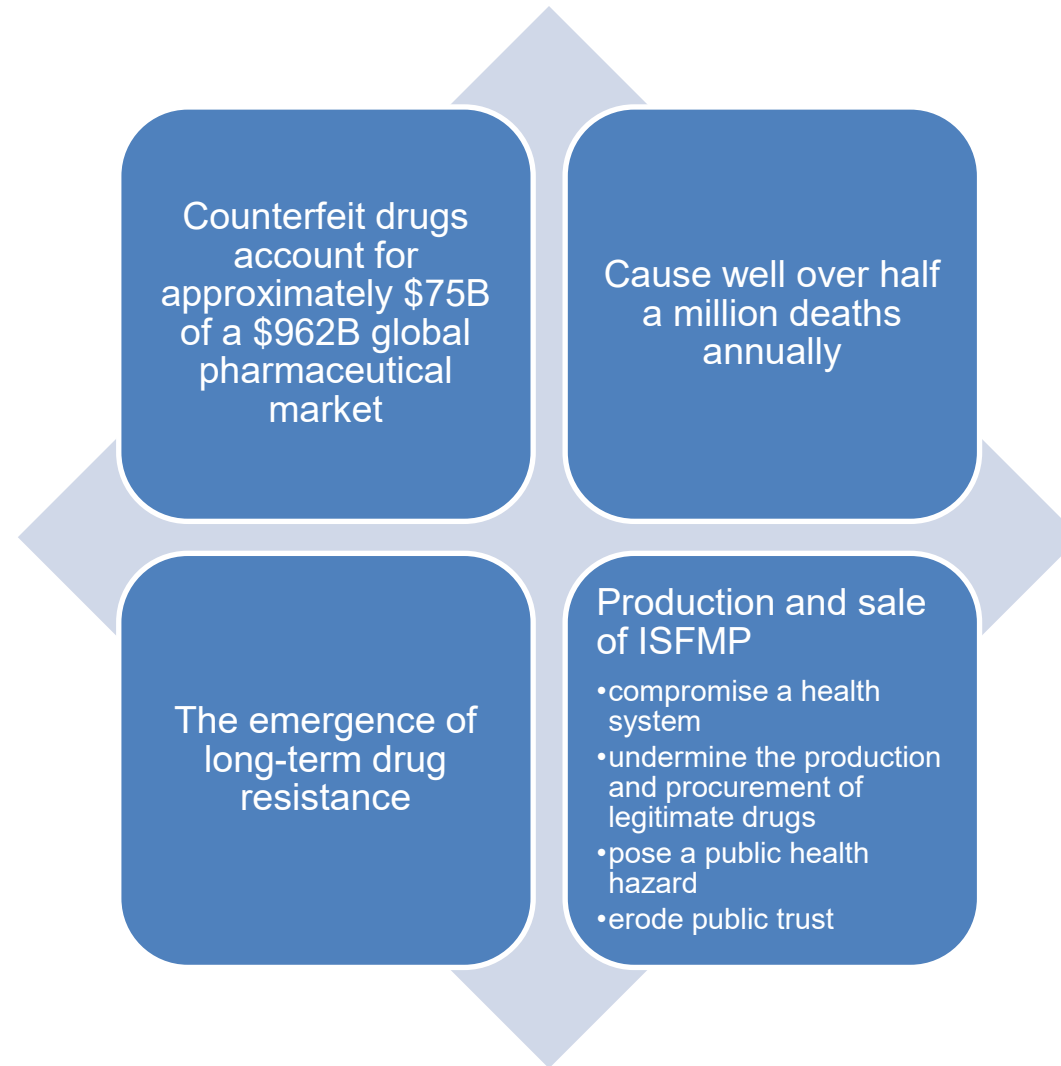 Counterfeit drugs
account for
approximately $75B
of a $962B global
pharmaceutical
market
Cause well over half
a million deaths
annually
The emergence of
long-term drug
resistance
Production and sale
of ISFMP
•compromise a health
system
•undermine the production
and procurement of
legitimate drugs
•pose a public health
hazard
•erode public trust